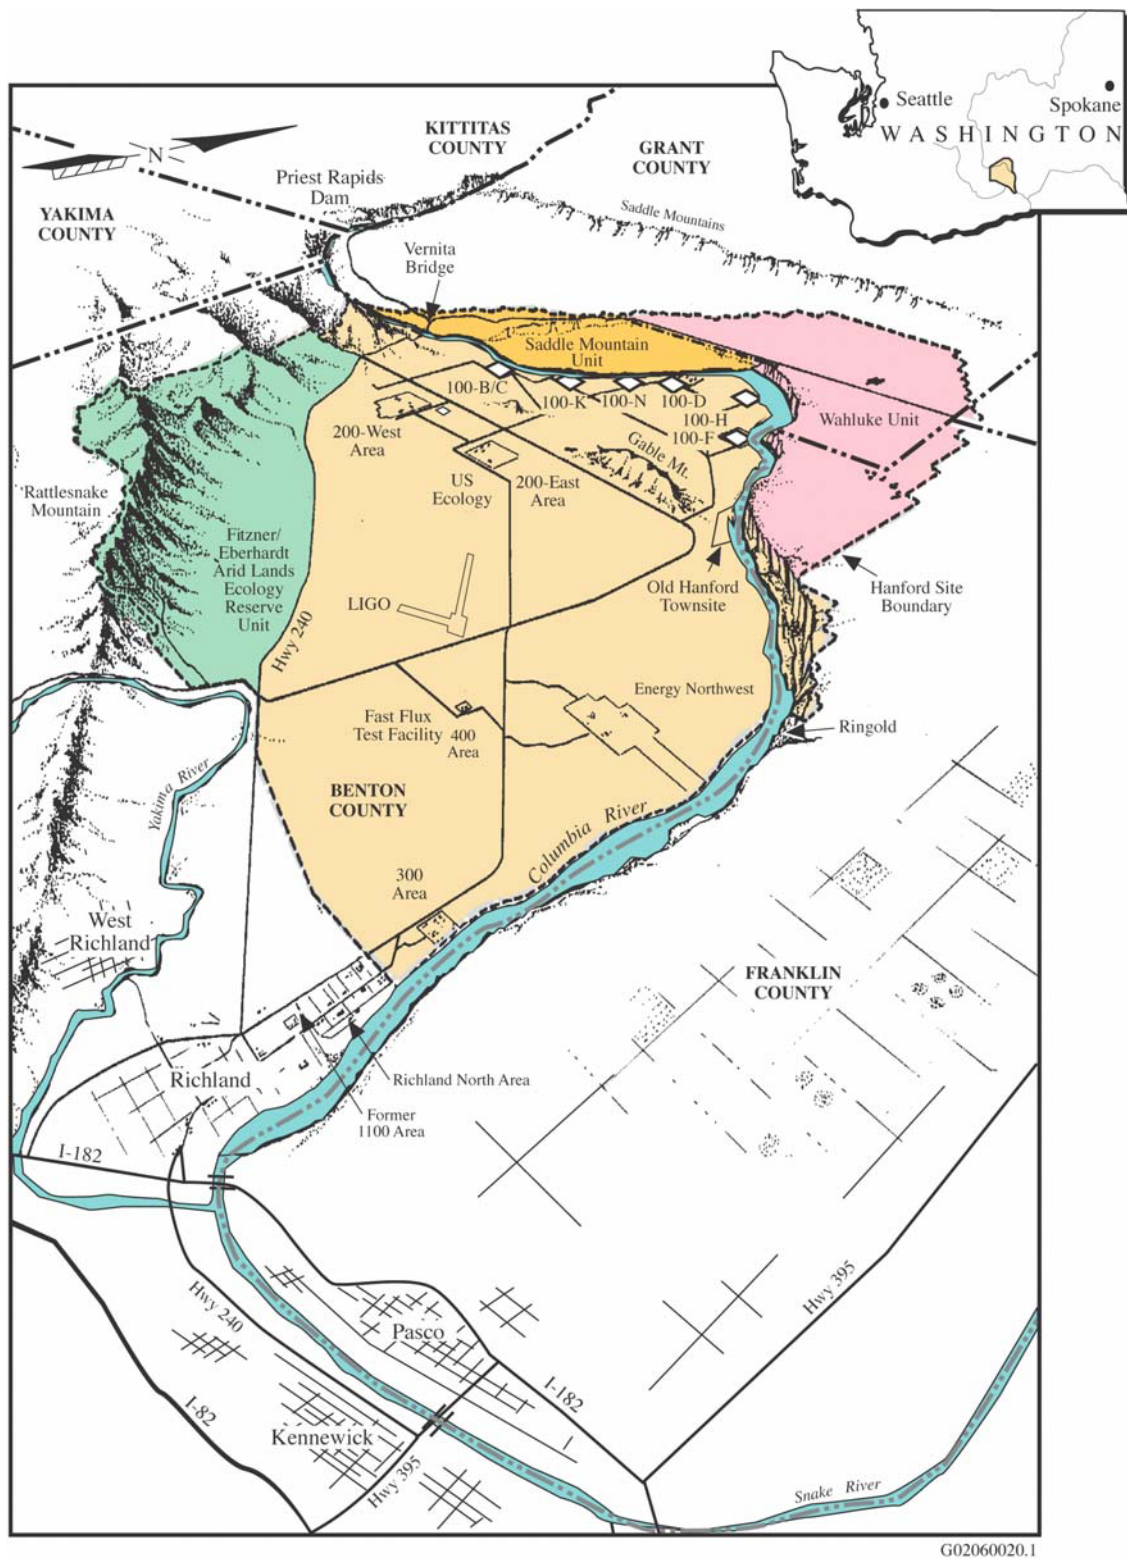 Seattle
Spokane
WASHINGTON
KITTITAS
COUNTY
GRANT
COUNTY
N
Priest Rapids
Dam
YAKIMA
COUNTY
Saddle Mountains
Vernita
Bridge
Saddle Mountain
Unit
100-B/C
100-K
100-N
100-D
100-H
100-F
Wahluke Unit
200-West
Area
Gable Mt.
US
Ecology
200-East
Area
Rattlesnake
Mountain
Fitzner/
Eberhardt
Arid Lands
Ecology
Reserve
Unit
Old Hanford
Townsite
Hanford Site
Boundary
LIGO
Hwy 240
Energy Northwest
Fast Flux
Test Facility
400
Area
Ringold
Yakima River
BENTON
COUNTY
Columbia River
300
Area
West
Richland
FRANKLIN
COUNTY
Richland
Richland North Area
Former
1100 Area
I-182
Hwy 240
Hwy 395
Pasco
I-182
I-82
Kennewick
Hwy 395
Snake River
G02060020.1